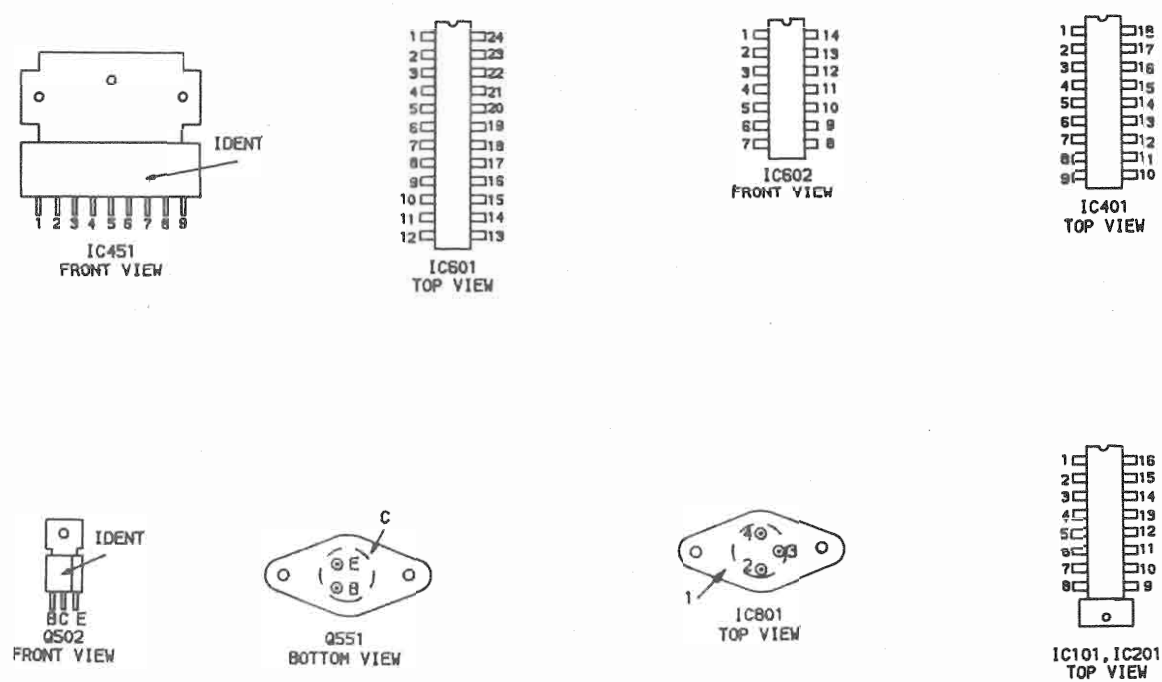 IDENT
1 2 3 4 5 6 7 8 9
IC451
FRONT VIEW
1 24
2 23
3 22
4 21
5 20
6 19
7 18
8 17
9 16
10 15
11 14
12 13
IC601
TOP VIEW
1 14
2 13
3 12
4 11
5 10
6 9
7 8
IC602
FRONT VIEW
1 18
2 17
3 16
4 15
5 14
6 13
7 12
8 11
9 10
IC401
TOP VIEW
IDENT
B C E
Q502
FRONT VIEW
C
E
B
Q551
BOTTOM VIEW
4
3
2
1
IC801
TOP VIEW
1 16
2 15
3 14
4 13
5 12
6 11
7 10
8 9
IC101, IC201
TOP VIEW